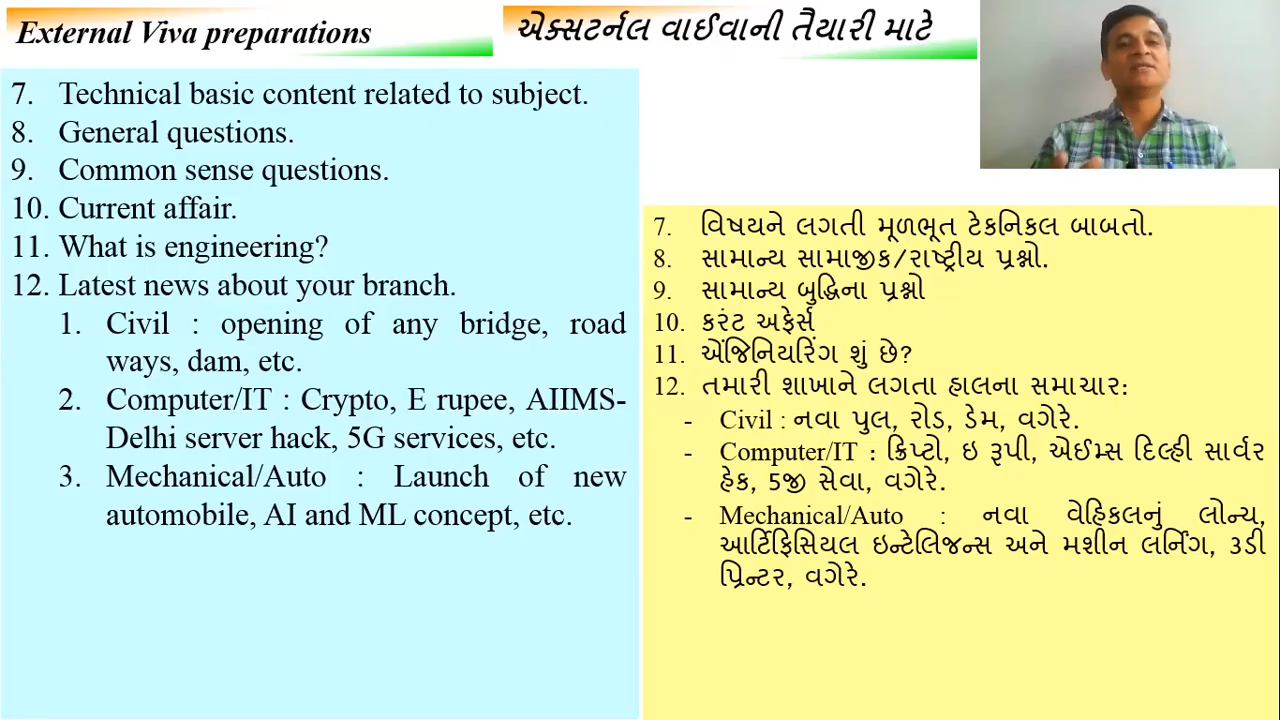 External Viva preparations
એક્સટર્નલ વાઈવાની તૈયારી માટે
7. Technical basic content related to subject.
8. General questions.
9. Common sense questions.
10. Current affair.
11. What is engineering?
12. Latest news about your branch.
1. Civil : opening of any bridge, road
ways, dam, etc.
2. Computer/IT : Crypto, E rupee, AIIMS-
Delhi server hack, 5G services, etc.
3. Mechanical/Auto : Launch of new
automobile, AI and ML concept, etc.
7. વિષયને લગતી મૂળભૂત ટેકનિકલ બાબતો.
8. સામાન્ય સામાજીક/રાષ્ટ્રીય પ્રશ્નો.
9. સામાન્ય બુદ્ધિના પ્રશ્નો
10. કરંટ અફેર્સ
11. એંજિનિયરિંગ શું છે?
12. તમારી શાખાને લગતા હાલના સમાચાર:
- Civil : નવા પુલ, રોડ, ડેમ, વગેરે.
- Computer/IT : ક્રિપ્ટો, ઇ રૂપી, એઈમ્સ દિલ્હી સાર્વર
હેક, 5જી સેવા, વગેરે.
- Mechanical/Auto : નવા વેહિકલનું લોન્ચ,
આર્ટિફિસિયલ ઇન્ટેલિજન્સ અને મશીન લર્નિંગ, ૩ડી
પ્રિન્ટર, વગેરે.